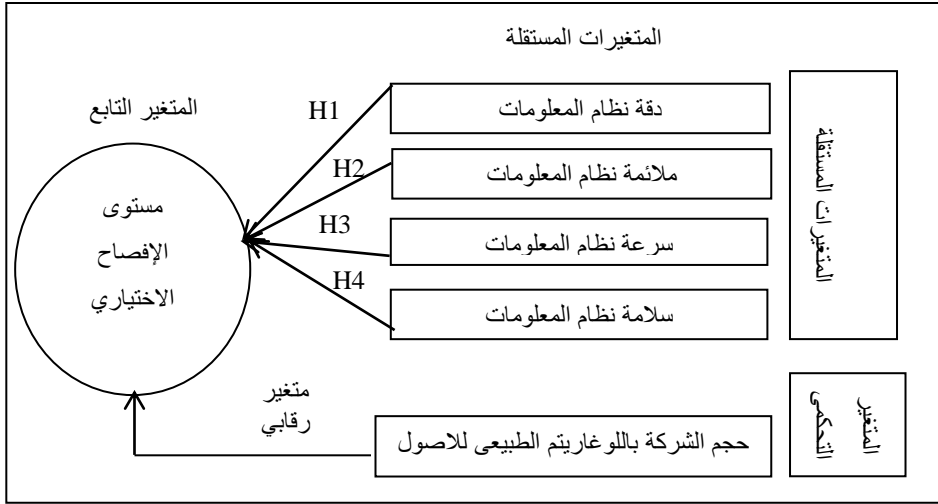 المتغيرات المستقلة
المتغير التابع
H1
دقة نظام المعلومات
H2
ملائمة نظام المعلومات
H3
سرعة نظام المعلومات
H4
سلامة نظام المعلومات
مستوى
الإفصاح
الاختياري
المتغيرات المستقلة
متغير
رقابي
حجم الشركة باللوغاريتم الطبيعى للاصول
المتغير
التحكمى